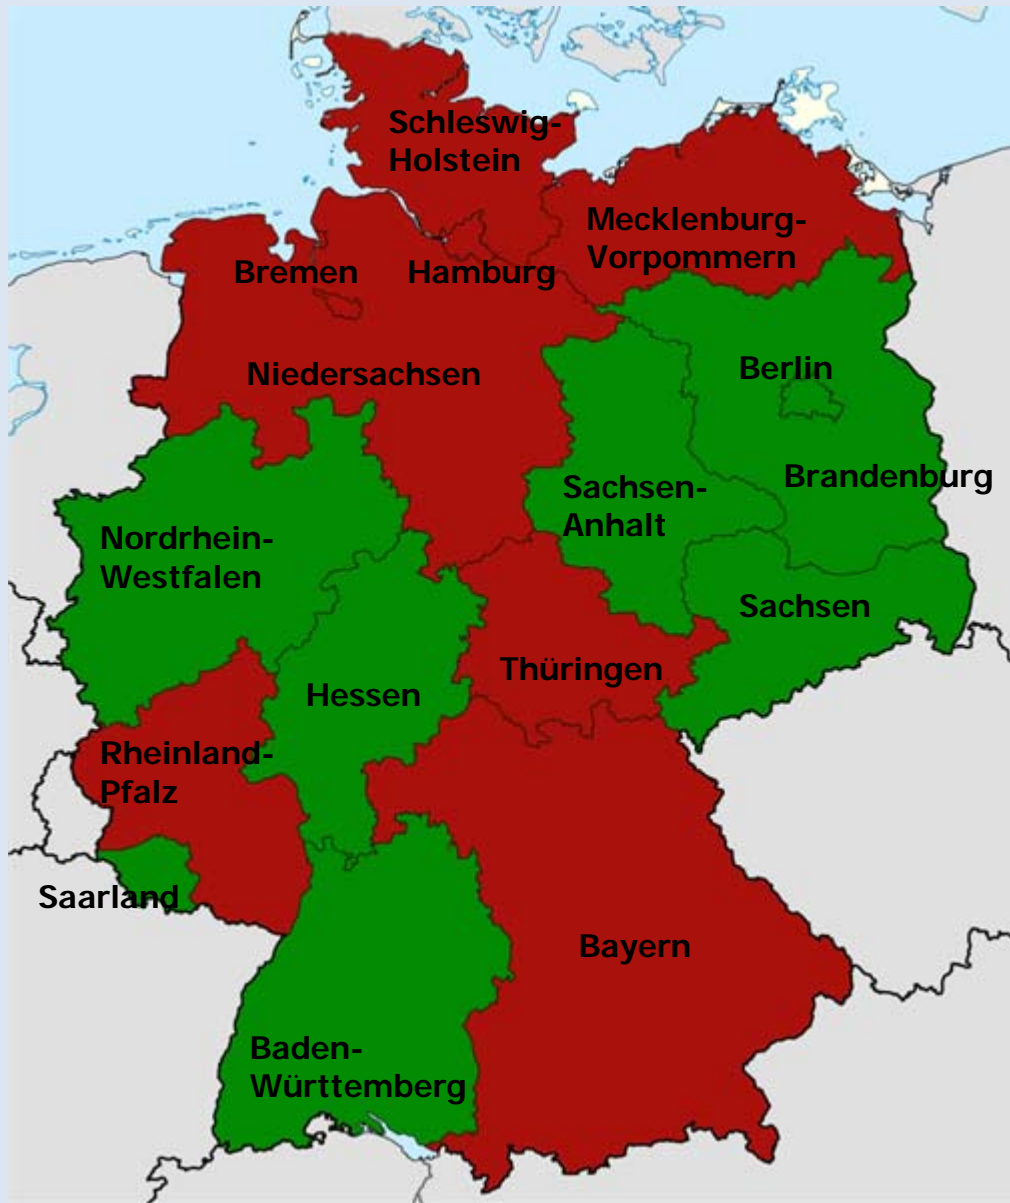 Schleswig-
Holstein
Mecklenburg-
Vorpommern
Bremen
Hamburg
Niedersachsen
Berlin
Brandenburg
Sachsen-
Anhalt
Nordrhein-
Westfalen
Sachsen
Thüringen
Hessen
Rheinland-
Pfalz
Saarland
Bayern
Baden-
Württemberg